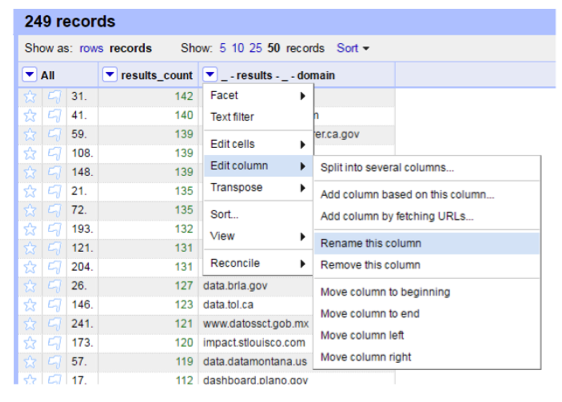 249 records
Show as: rows records Show: 5 10 25 50 records Sort
All results_count _ - results - _ - domain
31. 142
41. 140
59. 139 rer.ca.gov
108. 139
148. 139
21. 135
72. 135
193. 132
121. 131
204. 131
26. 127 data.brla.gov
146. 123 data.tol.ca
241. 121 www.datossct.gob.mx
173. 120 impact.stlouisco.com
57. 119 data.datamontana.us
17. 112 dashboard.plano.gov
Facet
Text filter
Edit cells
Edit column
Transpose
Sort...
View
Reconcile
Split into several columns...
Add column based on this column...
Add column by fetching URLs...
Rename this column
Remove this column
Move column to beginning
Move column to end
Move column left
Move column right